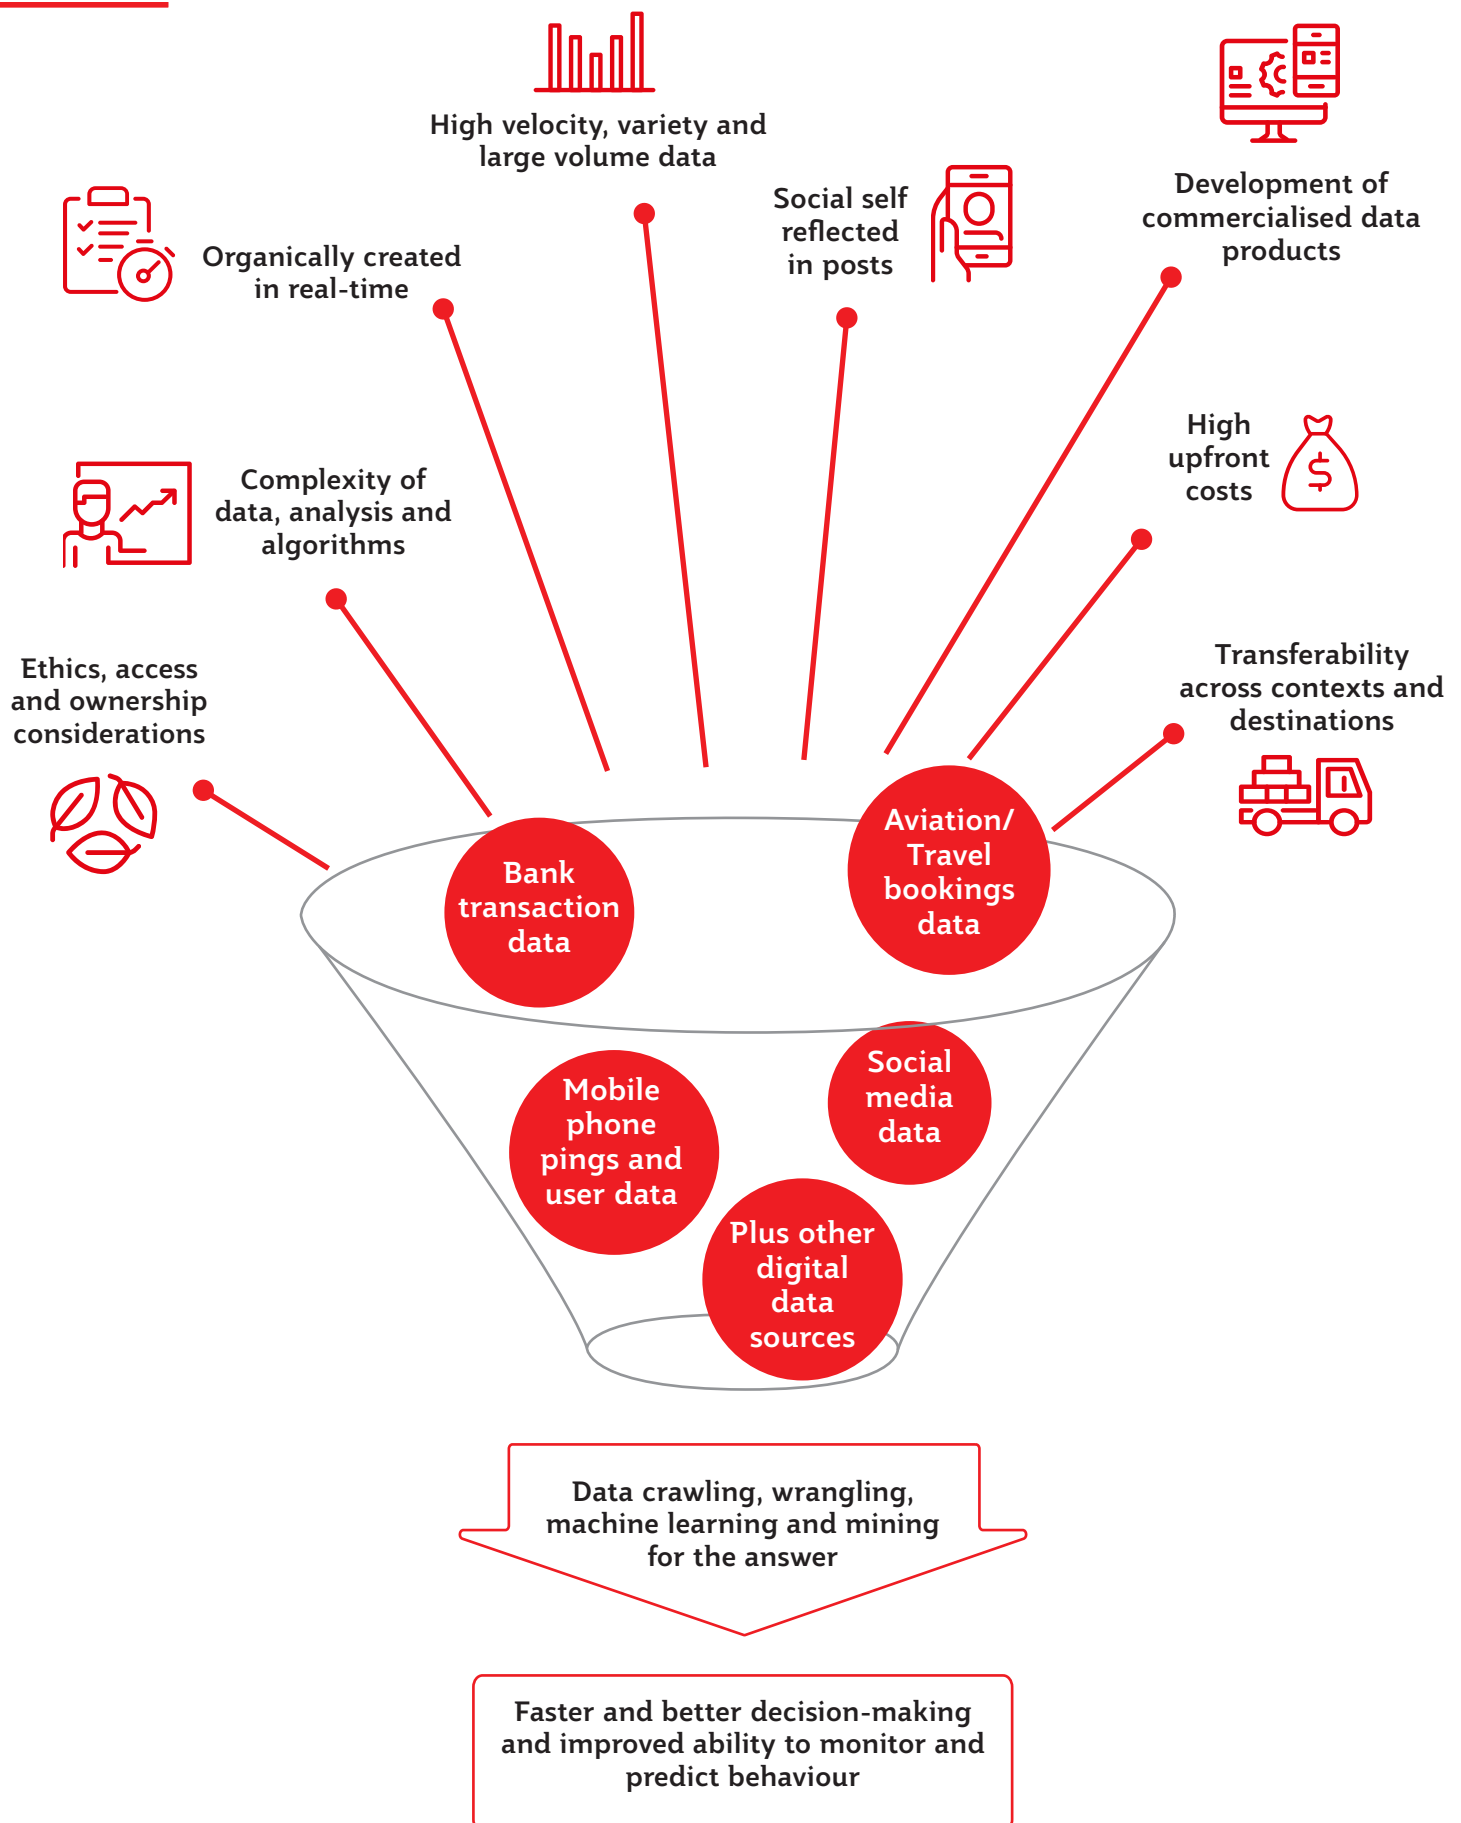 High velocity, variety and
large volume data
Development of
commercialised data
products
Social self
reflected
in posts
Organically created
in real-time
High
upfront
costs
$
Complexity of
data, analysis and
algorithms
Transferability
across contexts and
destinations
Ethics, access
and ownership
considerations
Bank
transaction
data
Aviation/
Travel
bookings
data
Mobile
phone
pings and
user data
Social
media
data
Plus other
digital
data
sources
Data crawling, wrangling,
machine learning and mining
for the answer
Faster and better decision-making
and improved ability to monitor and
predict behaviour